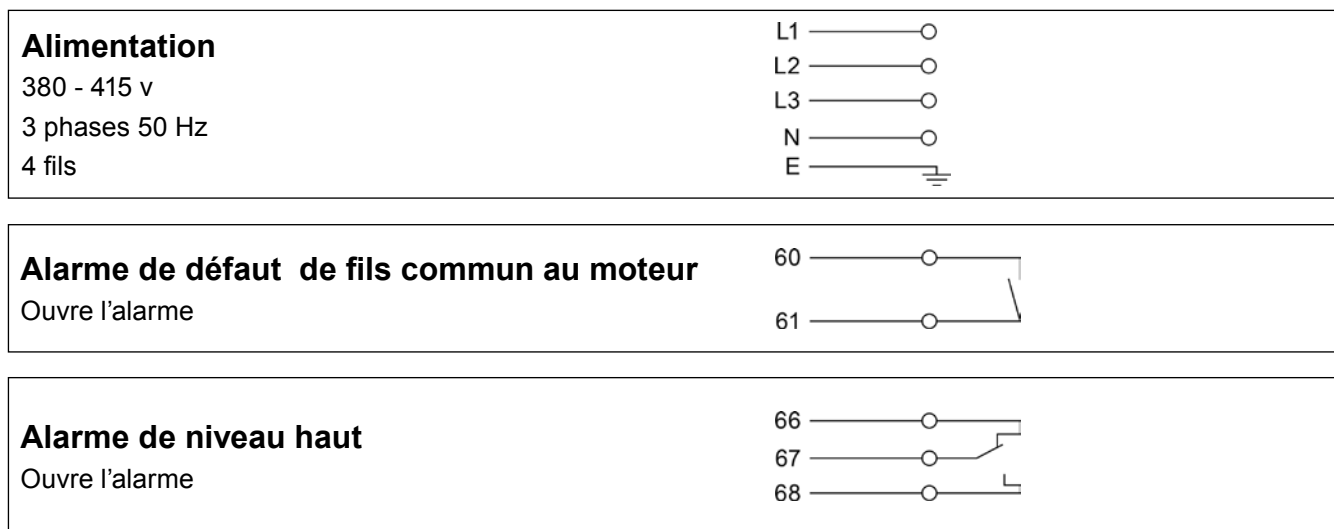 Alimentation
380 - 415 v
3 phases 50 Hz
4 fils
L1
L2
L3
N
E
Alarme de défaut  de fils commun au moteur
Ouvre l'alarme
60
61
Alarme de niveau haut
Ouvre l'alarme
66
67
68